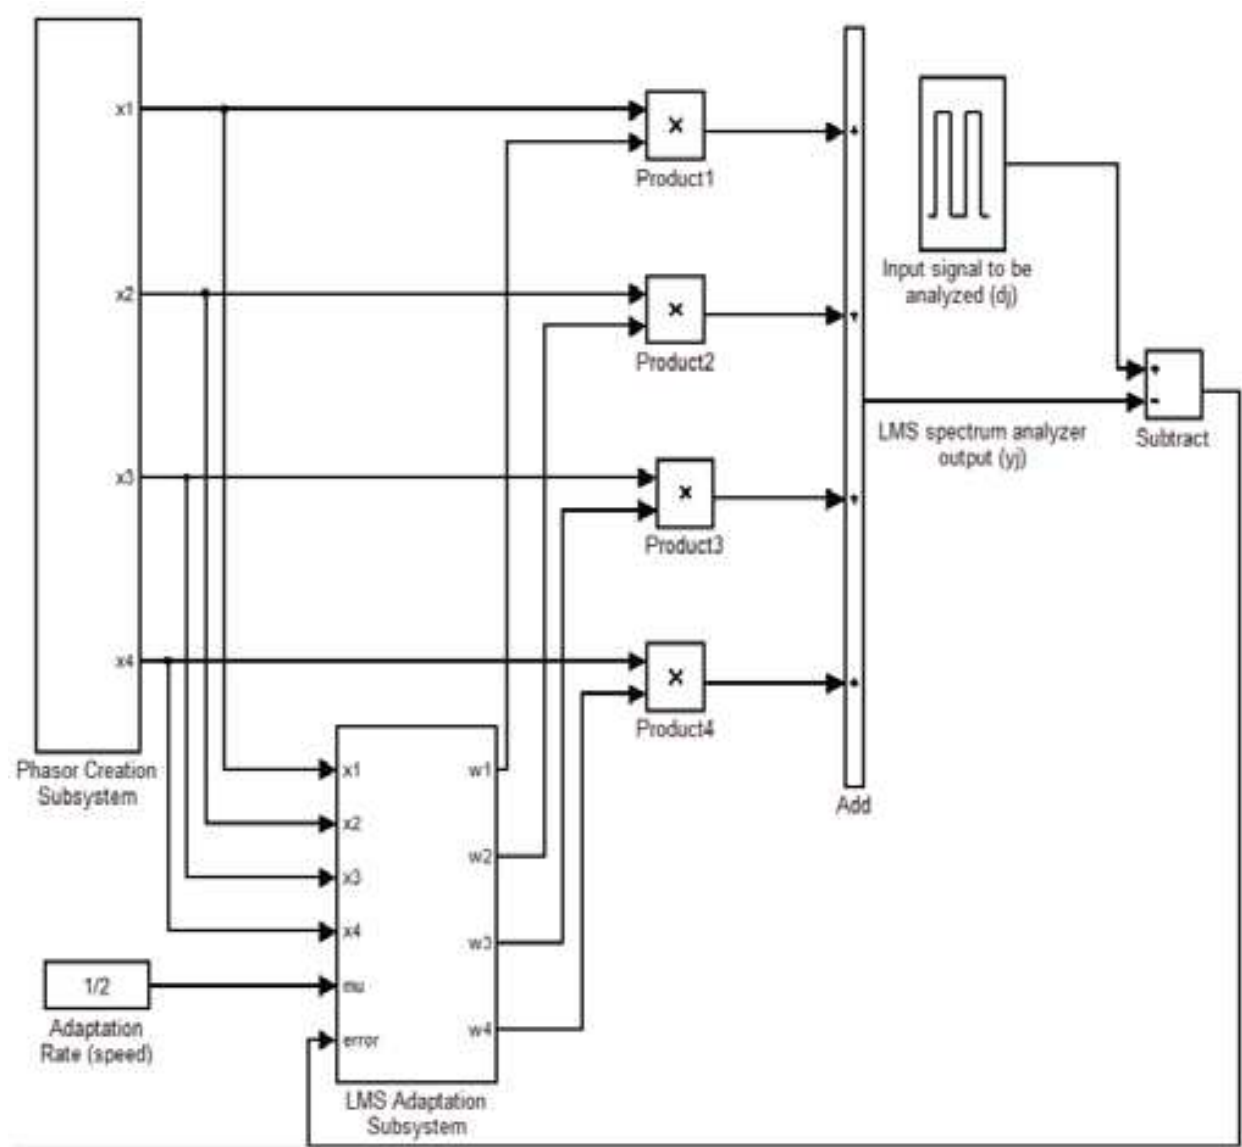 x1
x2
x3
x4
Phasor Creation
Subsystem
×
Product1
×
Product2
×
Product3
×
Product4
+
+
+
+
Add
Input signal to be
analyzed (dj)
LMS spectrum analyzer
output (yj)
+
-
Subtract
x1
x2
x3
x4
mu
error
w1
w2
w3
w4
LMS Adaptation
Subsystem
1/2
Adaptation
Rate (speed)